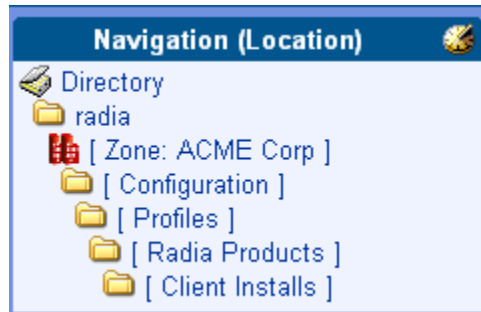 Navigation (Location)
Directory
radia
[ Zone: ACME Corp ]
[ Configuration ]
[ Profiles ]
[ Radia Products ]
[ Client Installs ]